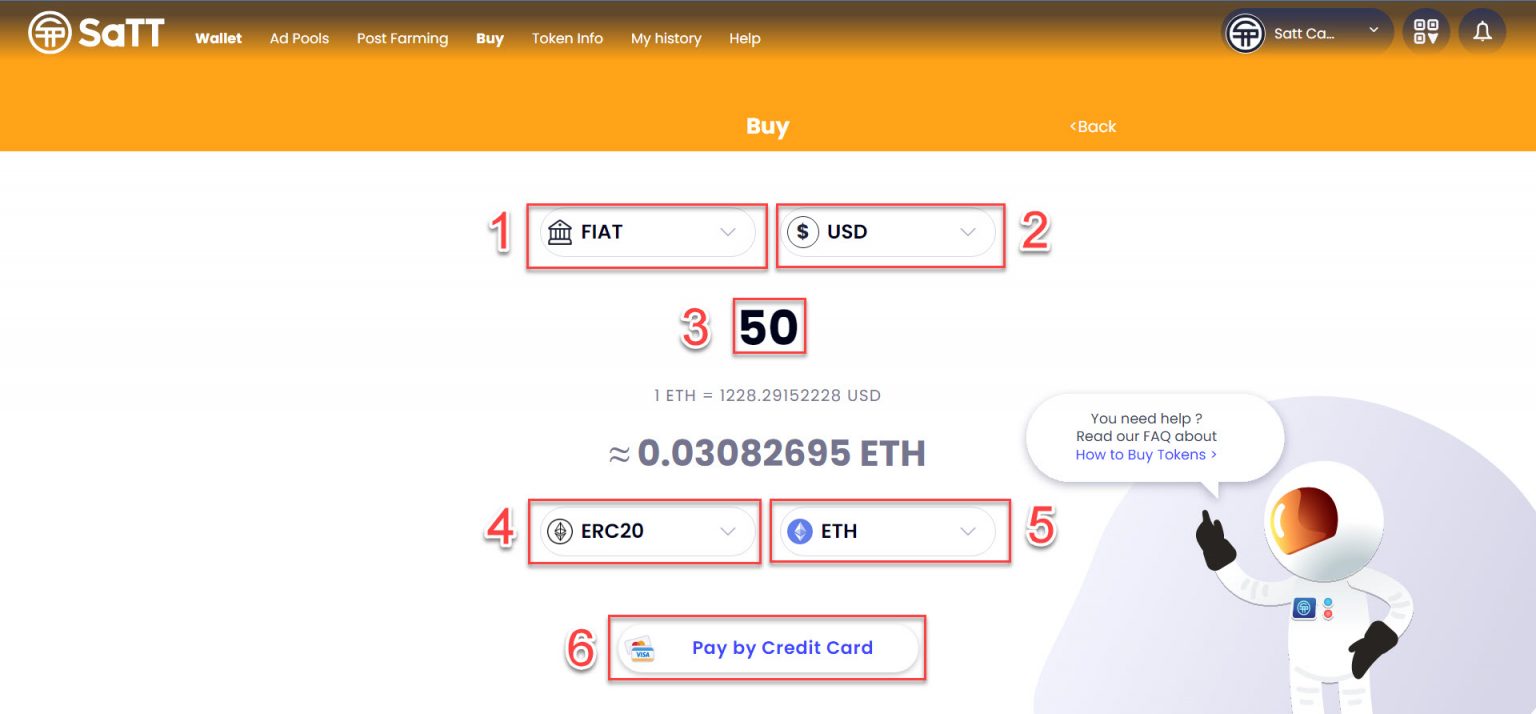 SaTT
Wallet
Ad Pools
Post Farming
Buy
Token Info
My history
Help
Satt Ca...
Buy
<Back
1
FIAT
$ USD
2
3
50
1 ETH = 1228.29152228 USD
≈ 0.03082695 ETH
You need help ?
Read our FAQ about
How to Buy Tokens >
4
ERC20
ETH
5
6
VISA
Pay by Credit Card